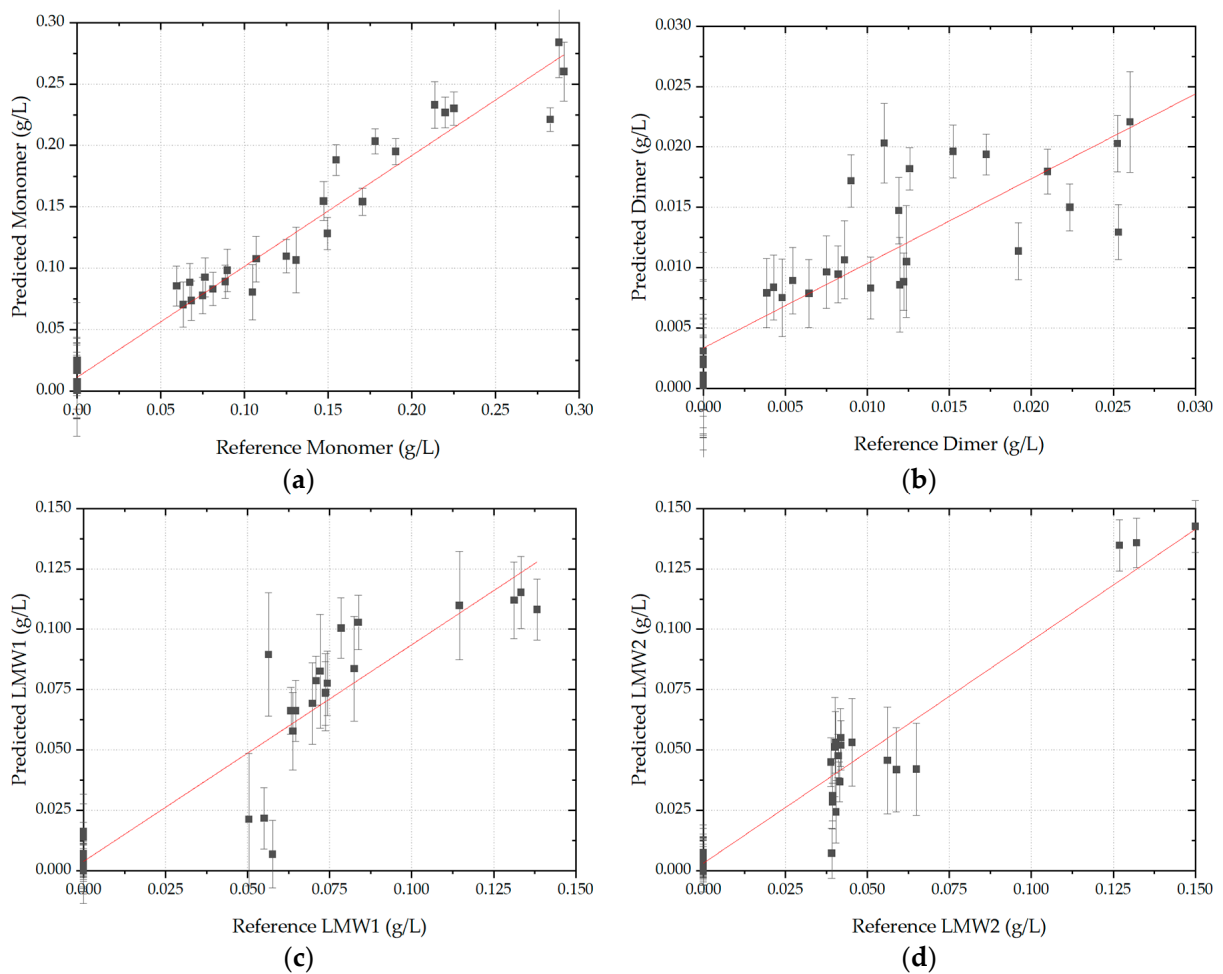 0.30
0.25
0.20
0.15
0.10
0.05
0.00
Predicted Monomer (g/L)
0.00 0.05 0.10 0.15 0.20 0.25 0.30
Reference Monomer (g/L)
(a)
0.030
0.025
0.020
0.015
0.010
0.005
0.000
Predicted Dimer (g/L)
0.000 0.005 0.010 0.015 0.020 0.026 0.030
Reference Dimer (g/L)
(b)
0.150
0.125
0.100
0.075
0.050
0.025
0.000
Predicted LMW1 (g/L)
0.000 0.025 0.050 0.075 0.100 0.125 0.150
Reference LMW1 (g/L)
(c)
0.150
0.125
0.100
0.075
0.050
0.025
0.000
Predicted LMW2 (g/L)
0.000 0.025 0.050 0.075 0.100 0.125 0.150
Reference LMW2 (g/L)
(d)